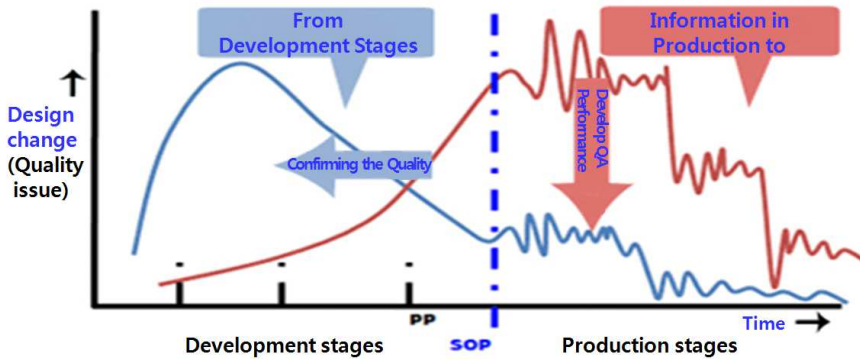 From
Development Stages
Information in
Production to
Design
change
(Quality
issue)
Confirming the Quality
Develop QA
Performance
PP
SOP
Time
Development stages
Production stages